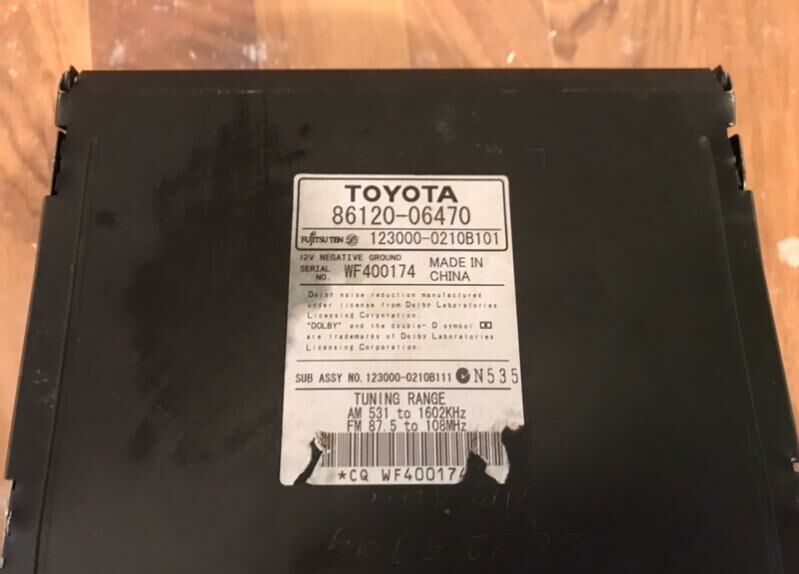 TOYOTA
86120-06470
FUJITSU TEN 123000-0210B101
12V NEGATIVE GROUND
SERIAL NO. WF400174 MADE IN CHINA
Dolby noise reduction manufactured
under license from Dolby Laboratories
Licensing Corporation.
"DOLBY" and the double- D symbol
are trademarks of Dolby Laboratories
Licensing Corporation.
SUB ASSY NO. 123000-0210B111 N535
TUNING RANGE
AM 531 to 1602KHz
FM 87.5 to 108MHz
*CQ WF400174